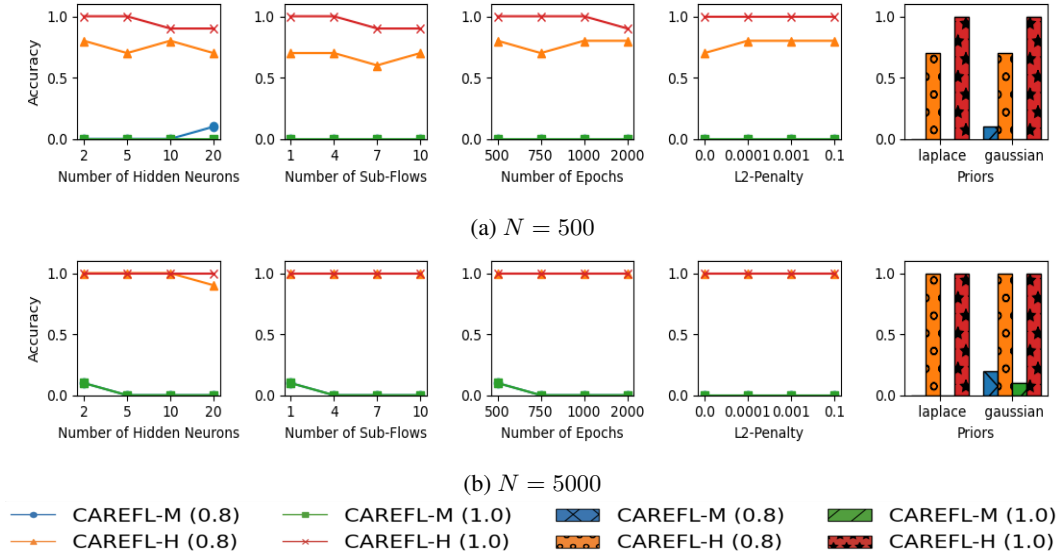 1.0
0.5
0.0
Accuracy
2 5 10 20
Number of Hidden Neurons
1.0
0.5
0.0
1 4 7 10
Number of Sub-Flows
1.0
0.5
0.0
500 750 1000 2000
Number of Epochs
1.0
0.5
0.0
0.0 0.0001 0.001 0.1
L2-Penalty
1.0
0.5
0.0
laplace gaussian
Priors
(a) N = 500
1.0
0.5
0.0
Accuracy
2 5 10 20
Number of Hidden Neurons
1.0
0.5
0.0
1 4 7 10
Number of Sub-Flows
1.0
0.5
0.0
500 750 1000 2000
Number of Epochs
1.0
0.5
0.0
0.0 0.0001 0.001 0.1
L2-Penalty
1.0
0.5
0.0
laplace gaussian
Priors
(b) N = 5000
CAREFL-M (0.8) CAREFL-M (1.0) CAREFL-M (0.8) CAREFL-M (1.0)
CAREFL-H (0.8) CAREFL-H (1.0) CAREFL-H (0.8) CAREFL-H (1.0)